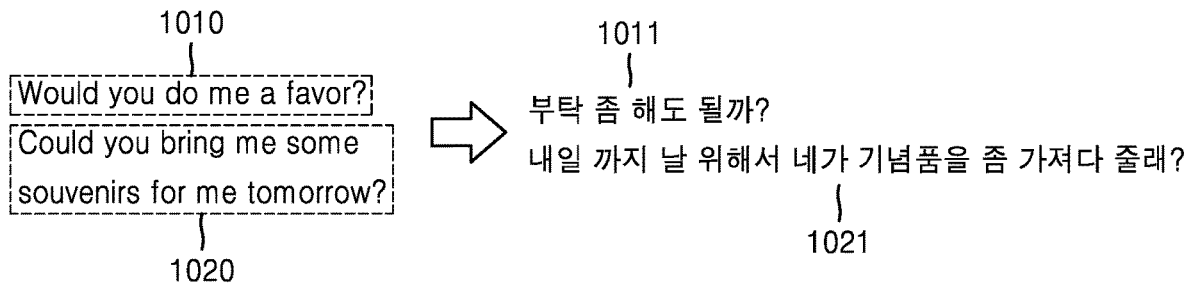 1010
Would you do me a favor?
Could you bring me some
souvenirs for me tomorrow?
1020
1011
부탁 좀 해도 될까?
내일 까지 날 위해서 네가 기념품을 좀 가져다 줄래?
1021